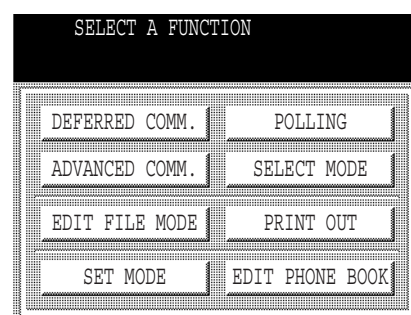 SELECT A FUNCTION
DEFERRED COMM. POLLING
ADVANCED COMM. SELECT MODE
EDIT FILE MODE PRINT OUT
SET MODE EDIT PHONE BOOK